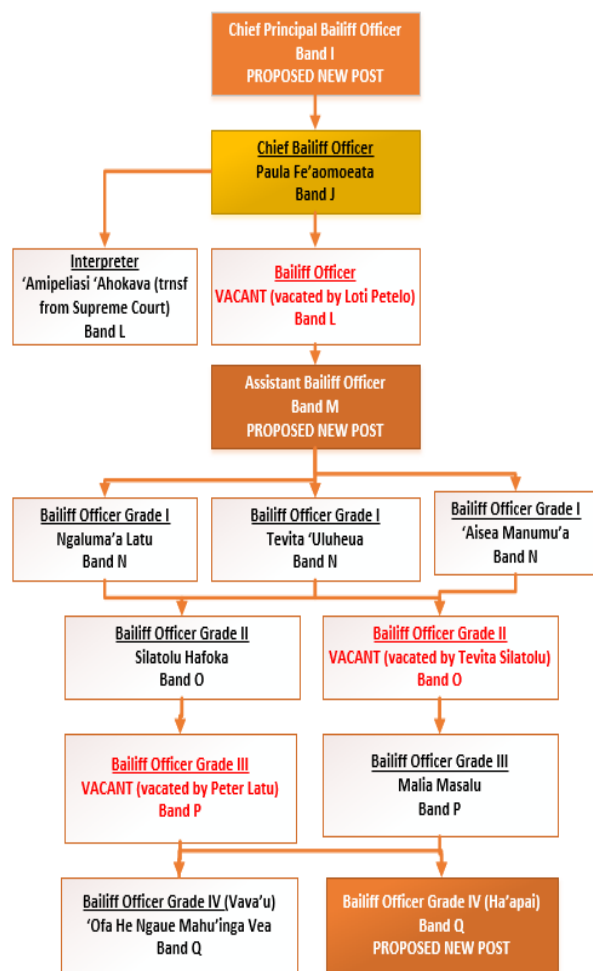 Chief Principal Bailiff Officer
Band I
PROPOSED NEW POST
Chief Bailiff Officer
Paula Fe'aomoeata
Band J
Interpreter
'Amipeliasi 'Ahokava (trnsf
from Supreme Court)
Band L
Bailiff Officer
VACANT (vacated by Loti Petelo)
Band L
Assistant Bailiff Officer
Band M
PROPOSED NEW POST
Bailiff Officer Grade I
Ngaluma'a Latu
Band N
Bailiff Officer Grade I
Tevita 'Uluheua
Band N
Bailiff Officer Grade I
'Aisea Manumu'a
Band N
Bailiff Officer Grade II
Silatolu Hafoka
Band O
Bailiff Officer Grade II
VACANT (vacated by Tevita Silatolu)
Band O
Bailiff Officer Grade III
VACANT (vacated by Peter Latu)
Band P
Bailiff Officer Grade III
Malia Masalu
Band P
Bailiff Officer Grade IV (Vava'u)
'Ofa He Ngaue Mahu'inga Vea
Band Q
Bailiff Officer Grade IV (Ha'apai)
Band Q
PROPOSED NEW POST